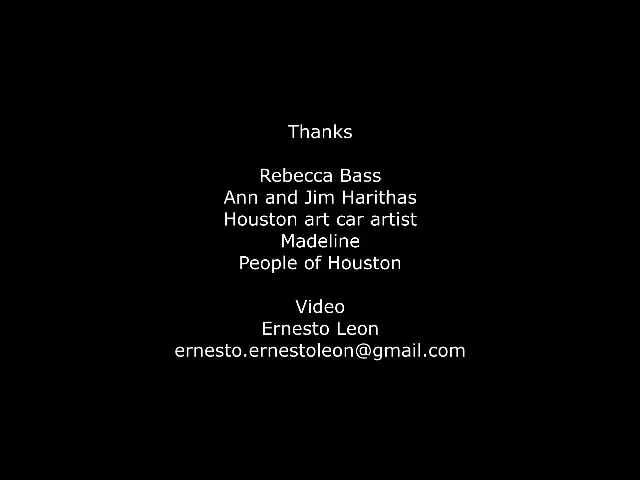 Thanks
Rebecca Bass
Ann and Jim Harithas
Houston art car artist
Madeline
People of Houston
Video
Ernesto Leon
ernesto.ernestoleon@gmail.com